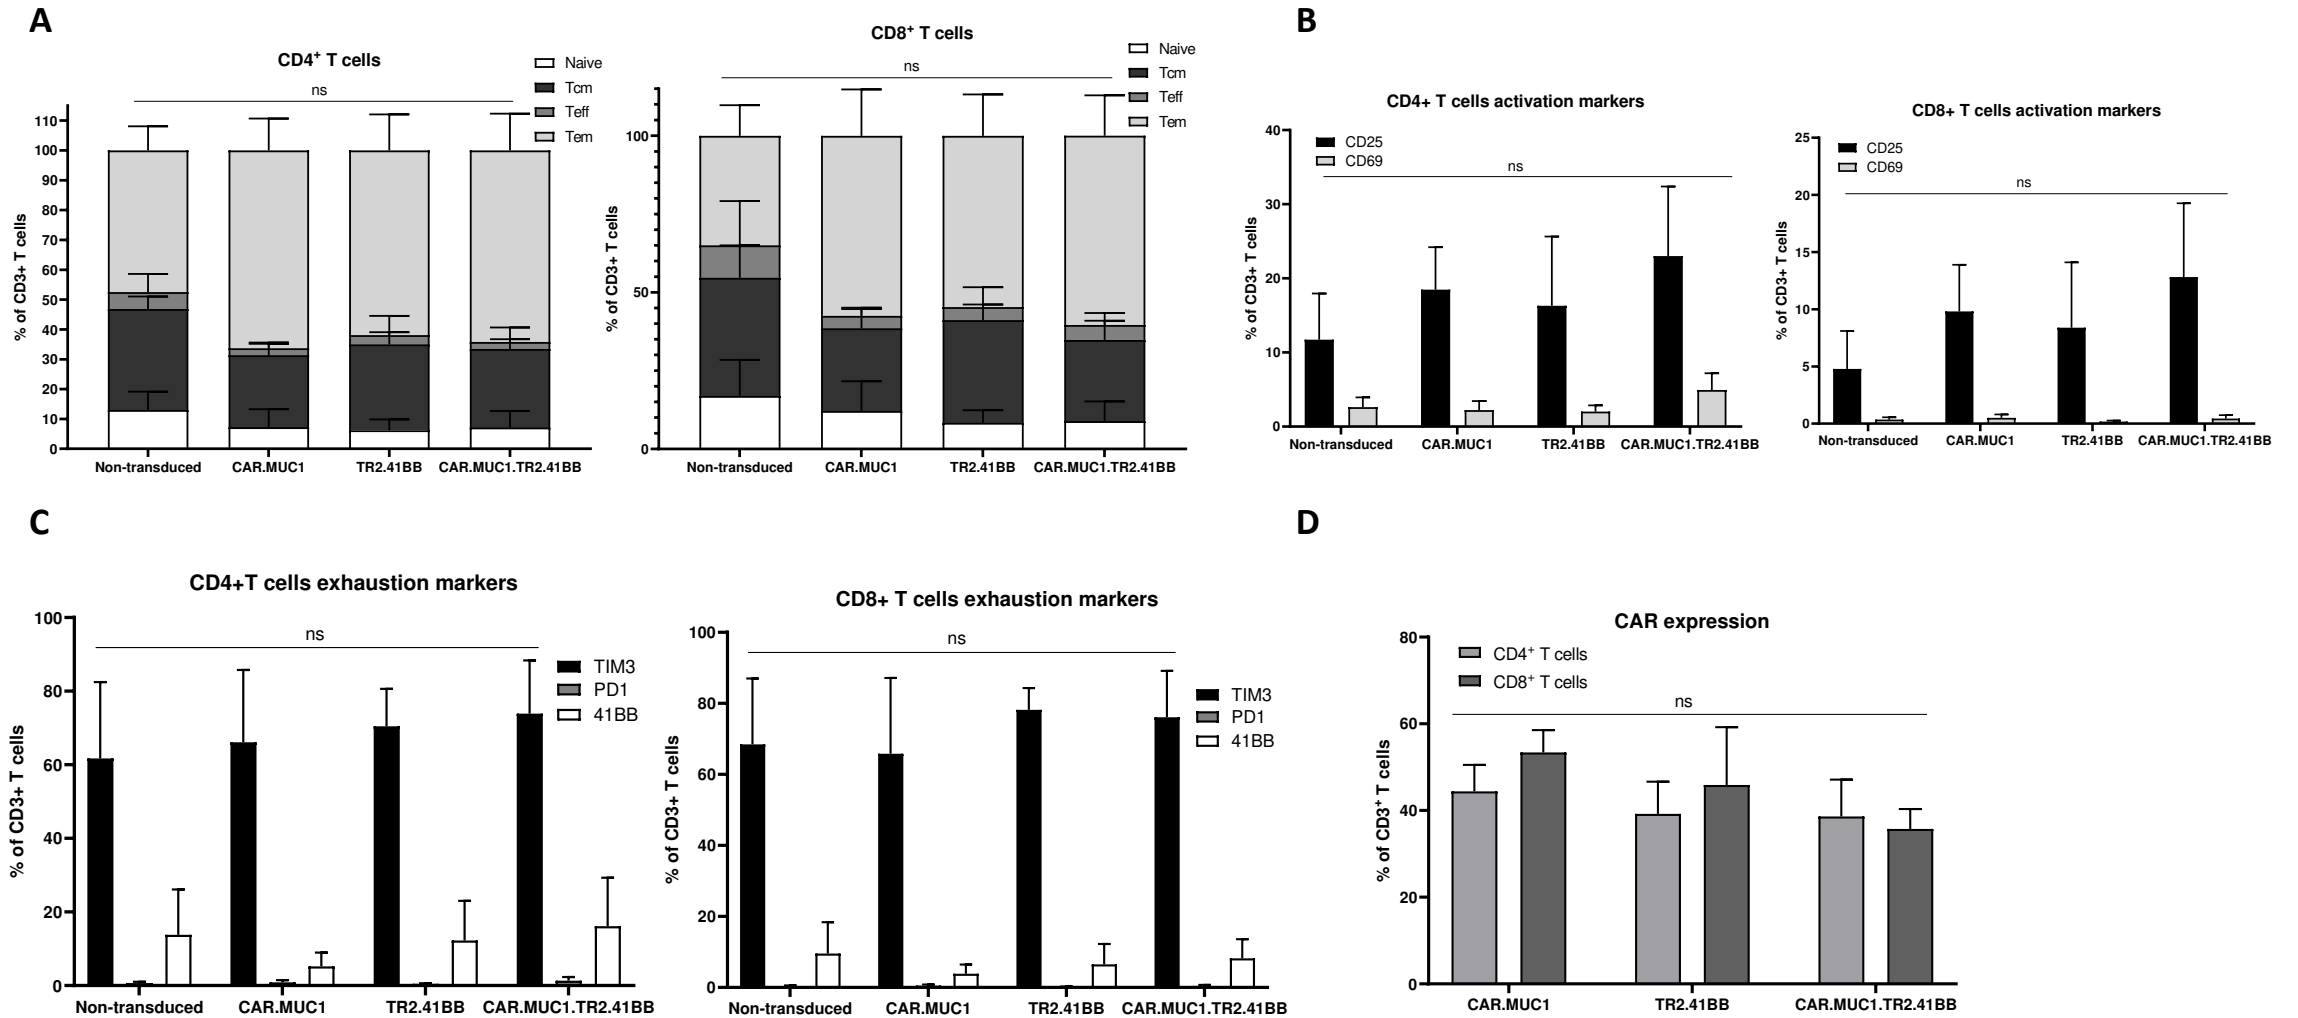 A
CD4⁺ T cells
ns
Naive
Tcm
Teff
Tem
% of CD3+ T cells
110
100
90
80
70
60
50
40
30
20
10
0
Non-transduced CAR.MUC1 TR2.41BB CAR.MUC1.TR2.41BB
CD8⁺ T cells
ns
Naive
Tcm
Teff
Tem
% of CD3+ T cells
100
50
0
Non-transduced CAR.MUC1 TR2.41BB CAR.MUC1.TR2.41BB
B
CD4+ T cells activation markers
CD25
CD69
ns
% of CD3+ T cells
40
30
20
10
0
Non-transduced CAR.MUC1 TR2.41BB CAR.MUC1.TR2.41BB
CD8+ T cells activation markers
CD25
CD69
ns
% of CD3+ T cells
25
20
15
10
5
0
Non-transduced CAR.MUC1 TR2.41BB CAR.MUC1.TR2.41BB
C
CD4+T cells exhaustion markers
ns
TIM3
PD1
41BB
% of CD3+ T cells
100
80
60
40
20
0
Non-transduced CAR.MUC1 TR2.41BB CAR.MUC1.TR2.41BB
CD8+ T cells exhaustion markers
ns
TIM3
PD1
41BB
% of CD3+ T cells
100
80
60
40
20
0
Non-transduced CAR.MUC1 TR2.41BB CAR.MUC1.TR2.41BB
D
CAR expression
CD4⁺ T cells
CD8⁺ T cells
ns
% of CD3⁺ T cells
80
60
40
20
0
CAR.MUC1 TR2.41BB CAR.MUC1.TR2.41BB